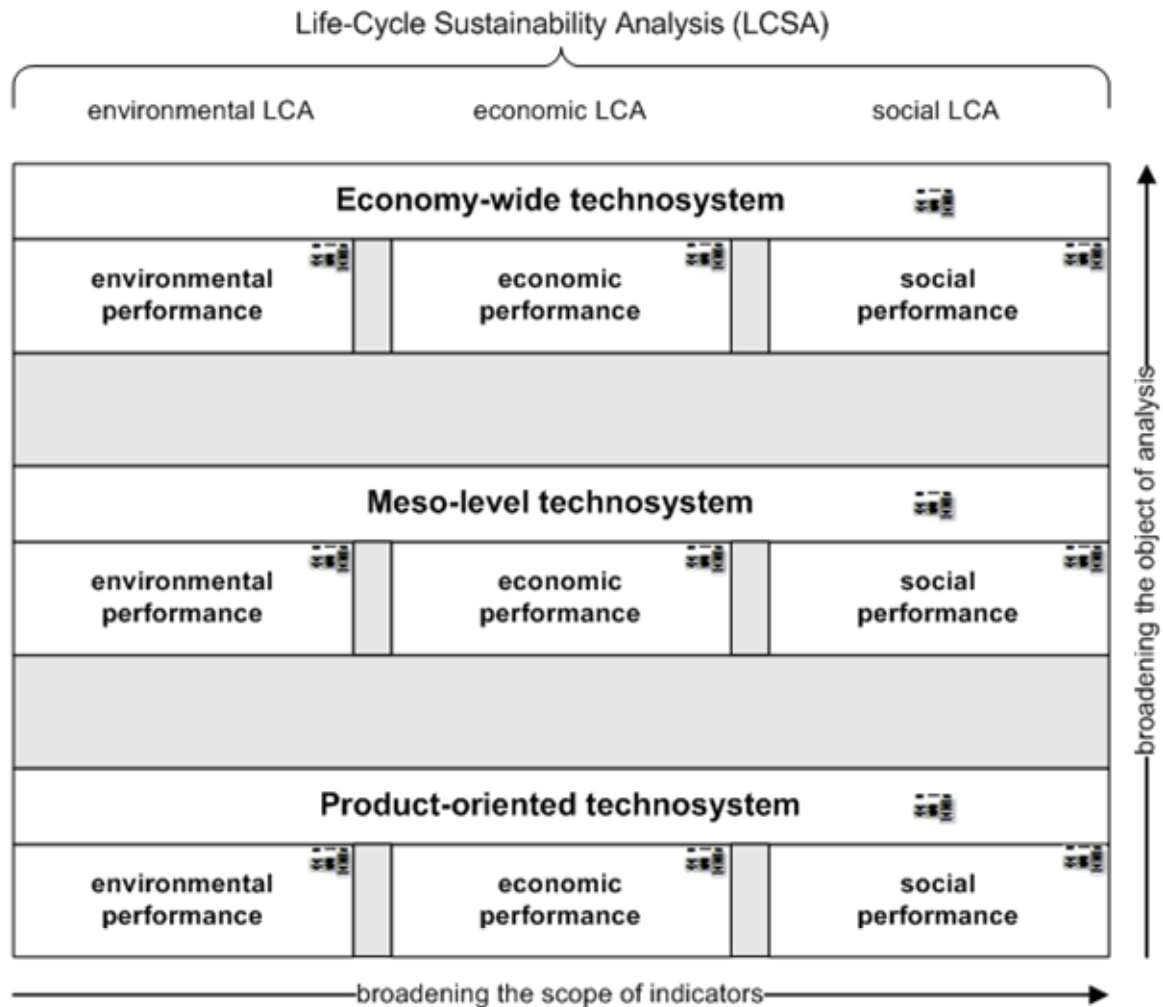 Life-Cycle Sustainability Analysis (LCSA)
environmental LCA economic LCA social LCA
Economy-wide technosystem
environmental performance
economic performance
social performance
Meso-level technosystem
environmental performance
economic performance
social performance
Product-oriented technosystem
environmental performance
economic performance
social performance
broadening the scope of indicators
broadening the object of analysis